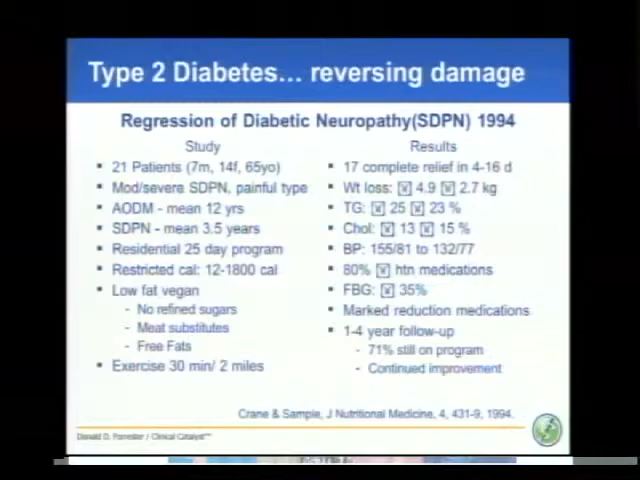 Type 2 Diabetes... reversing damage
Regression of Diabetic Neuropathy(SDPN) 1994
Study
21 Patients (7m, 14f, 65yo)
Mod/severe SDPN, painful type
AODM - mean 12 yrs
SDPN - mean 3.5 years
Residential 25 day program
Restricted cal: 12-1800 cal
Low fat vegan
- No refined sugars
- Meat substitutes
- Free Fats
Exercise 30 min/ 2 miles
Results
17 complete relief in 4-16 d
Wt loss: 4.9 2.7 kg
TG: 25 23 %
Chol: 13 15 %
BP: 155/81 to 132/77
80% htn medications
FBG: 35%
Marked reduction medications
1-4 year follow-up
- 71% still on program
- Continued improvement
Crane & Sample, J Nutritional Medicine, 4, 431-9, 1994.
Donald D. Forrester / Clinical Catalyst